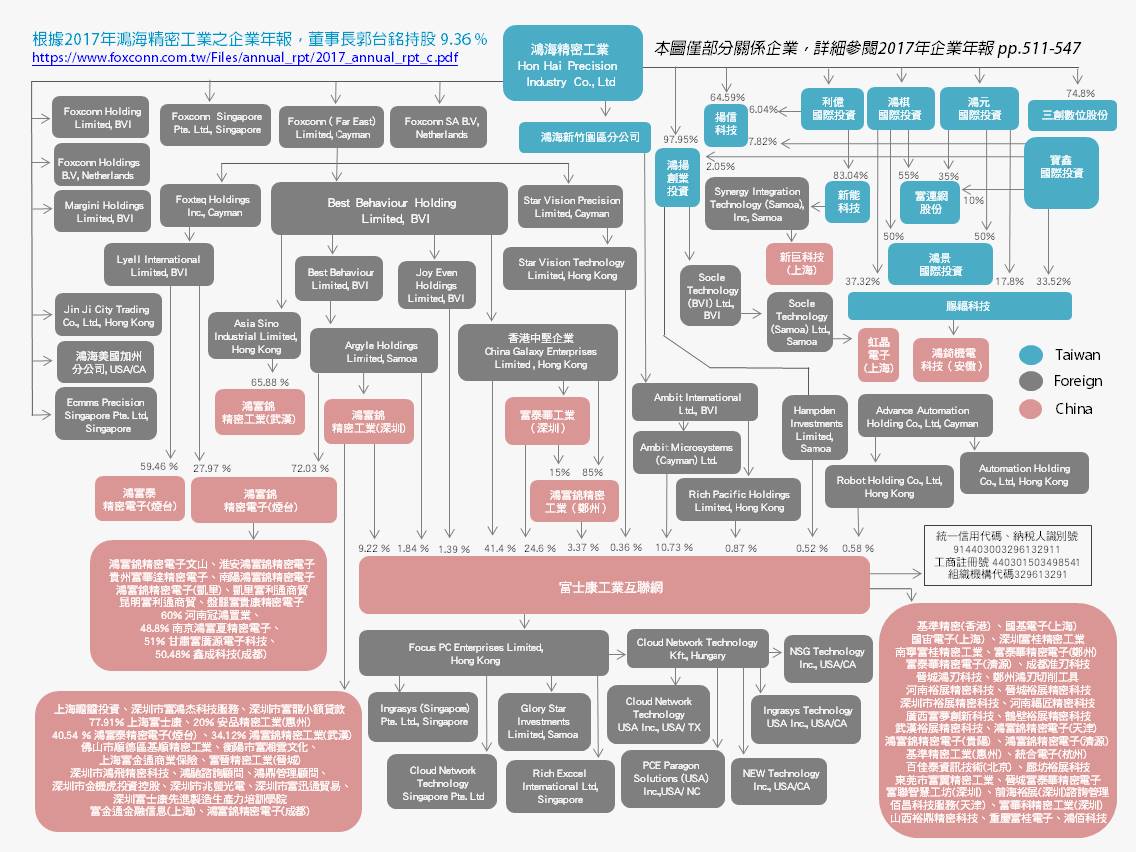 根據2017年鴻海精密工業之企業年報，董事長郭台銘持股 9.36 %
https://www.foxconn.com.tw/Files/annual_rpt/2017_annual_rpt_c.pdf
鴻海精密工業
Hon Hai Precision
Industry Co., Ltd
本圖僅部分關係企業，詳細參閱2017年企業年報 pp.511-547
Foxconn Holding
Limited, BVI
Foxconn Singapore
Pte. Ltd., Singapore
Foxconn ( Far East)
Limited, Cayman
Foxconn SA B.V,
Netherlands
鴻海新竹園區分公司
97.95%
64.59%
揚信
科技
6.04%
7.82%
利億
國際投資
鴻棋
國際投資
鴻元
國際投資
74.8%
三創數位股份
鴻揚
創業
投資
2.05%
寶鑫
國際投資
Foxconn Holdings
B.V, Netherlands
Margini Holdings
Limited, BVI
Foxteq Holdings
Inc., Cayman
Best Behaviour Holding
Limited, BVI
Star Vision Precision
Limited, Cayman
Synergy Integration
Technology (Samoa),
Inc, Samoa
83.04%
新能
科技
55%
35%
富連網
股份
10%
Lyell International
Limited, BVI
Best Behaviour
Limited, BVI
Joy Even
Holdings
Limited, BVI
Star Vision Technology
Limited, Hong Kong
新巨科技
(上海)
50%
50%
鴻景
國際投資
37.32%
17.8%
33.52%
賜福科技
Jin Ji City Trading
Co., Ltd., Hong Kong
Asia Sino
Industrial Limited,
Hong Kong
Argyle Holdings
Limited, Samoa
香港中堅企業
China Galaxy Enterprises
Limited , Hong Kong
Socle
Technology
(BVI) Ltd.,
BVI
Socle
Technology
(Samoa) Ltd.,
Samoa
虹晶
電子
(上海)
鴻錡機電
科技（安徽）
Taiwan
Foreign
China
鴻海美國加州
分公司, USA/CA
65.88 %
鴻富錦
精密工業(武漢)
鴻富錦
精密工業(深圳)
富泰華工業
（深圳）
Ecmms Precision
Singapore Pte. Ltd,
Singapore
Ambit International
Ltd., BVI
Ambit Microsystems
(Cayman) Ltd.
Hampden
Investments
Limited,
Samoa
Advance Automation
Holding Co., Ltd, Cayman
59.46 %
27.97 %
72.03 %
15%
85%
鴻富泰
精密電子(煙台)
鴻富錦
精密電子(煙台)
鴻富錦精密
工業（鄭州）
Rich Pacific Holdings
Limited, Hong Kong
Robot Holding Co., Ltd,
Hong Kong
Automation Holding
Co., Ltd, Hong Kong
9.22 %
1.84 %
1.39 %
41.4 %
24.6 %
3.37 %
0.36 %
10.73 %
0.87 %
0.52 %
0.58 %
統一信用代碼、納稅人識別號
914403003296132911
工商註冊號 440301503498541
組織機構代碼329613291
富士康工業互聯網
鴻富錦精密電子文山、淮安鴻富錦精密電子
貴州富華達精密電子、南陽鴻富錦精密電子
鴻富錦精密電子(凱里)、凱里富利通商貿
昆明富利通商貿、盤縣富貴康精密電子
60% 河南冠鴻置業、
48.8% 南京鴻富夏精密電子、
51% 甘肅富廣源電子科技、
50.48% 鑫成科技(成都)
Focus PC Enterprises Limited,
Hong Kong
Cloud Network Technology
Kft., Hungary
NSG Technology
Inc., USA/CA
Ingrasys (Singapore)
Pte. Ltd., Singapore
Glory Star
Investments
Limited, Samoa
Cloud Network
Technology
USA Inc., USA/ TX
Ingrasys Technology
USA Inc., USA/CA
Cloud Network
Technology
Singapore Pte. Ltd
Rich Excel
International Ltd,
Singapore
PCE Paragon
Solutions (USA)
Inc.,USA/ NC
NEW Technology
Inc., USA/CA
77.91% 上海富士康、20% 安品精密工業(惠州)
40.54 % 鴻富泰精密電子(煙台)、34.12% 鴻富錦精密工業(武漢)
佛山市順德區基順精密工業、衡陽市富湘雲文化、
上海富金通商業保險、富晉精密工業(晉城)
深圳市鴻飛精密科技、鴻融諮詢顧問、鴻鼎管理顧問、
深圳市金機虎投資控股、深圳市兆螢光電、深圳市富迅通貿易、
深圳富士康先進製造生產力培訓學院
富金通金融信息(上海)、鴻富錦精密電子(成都)
基準精密(香港)、國基電子(上海)
國宙電子(上海)、深圳富桂精密工業
南寧富桂精密工業、富泰華精密電子(鄭州)
富泰華精密電子(濟源)、成都准刃科技
晉城鴻刃科技、鄭州鴻刃切削工具
河南裕展精密科技、晉城裕展精密科技
深圳市裕展精密科技、河南福匠精密科技
廣西富夢創新科技、鶴壁裕展精密科技
武漢裕展精密科技、鴻富錦精密電子(天津)
鴻富錦精密電子(貴陽)、鴻富錦精密電子(濟源)
基準精密工業(惠州)、統合電子(杭州)
百佳泰資訊技術(北京)、廊坊裕展科技
東莞市富翼精密工業、晉城富泰華精密電子
富聯智慧工坊(深圳)、前海裕展(深圳)諮詢管理
佰昌科技服務(天津)、富華科精密工業(深圳)
山西裕鼎精密科技、重慶富桂電子、鴻佰科技